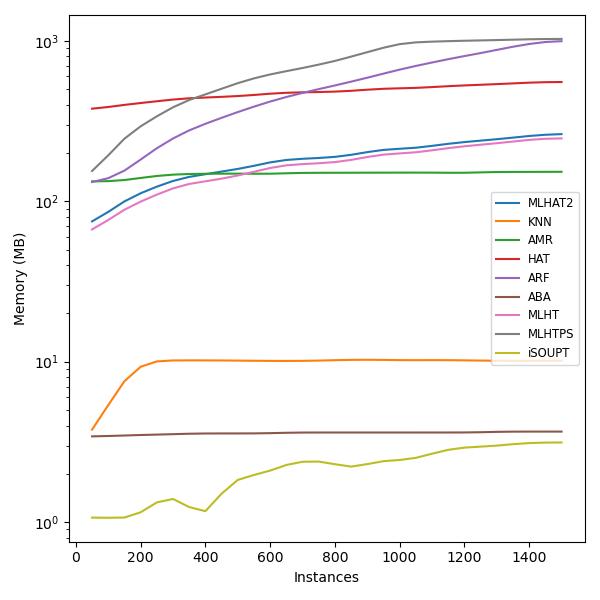 10³
10²
10¹
10⁰
Memory (MB)
MLHAT2
KNN
AMR
HAT
ARF
ABA
MLHT
MLHTPS
iSOUPT
0 200 400 600 800 1000 1200 1400
Instances